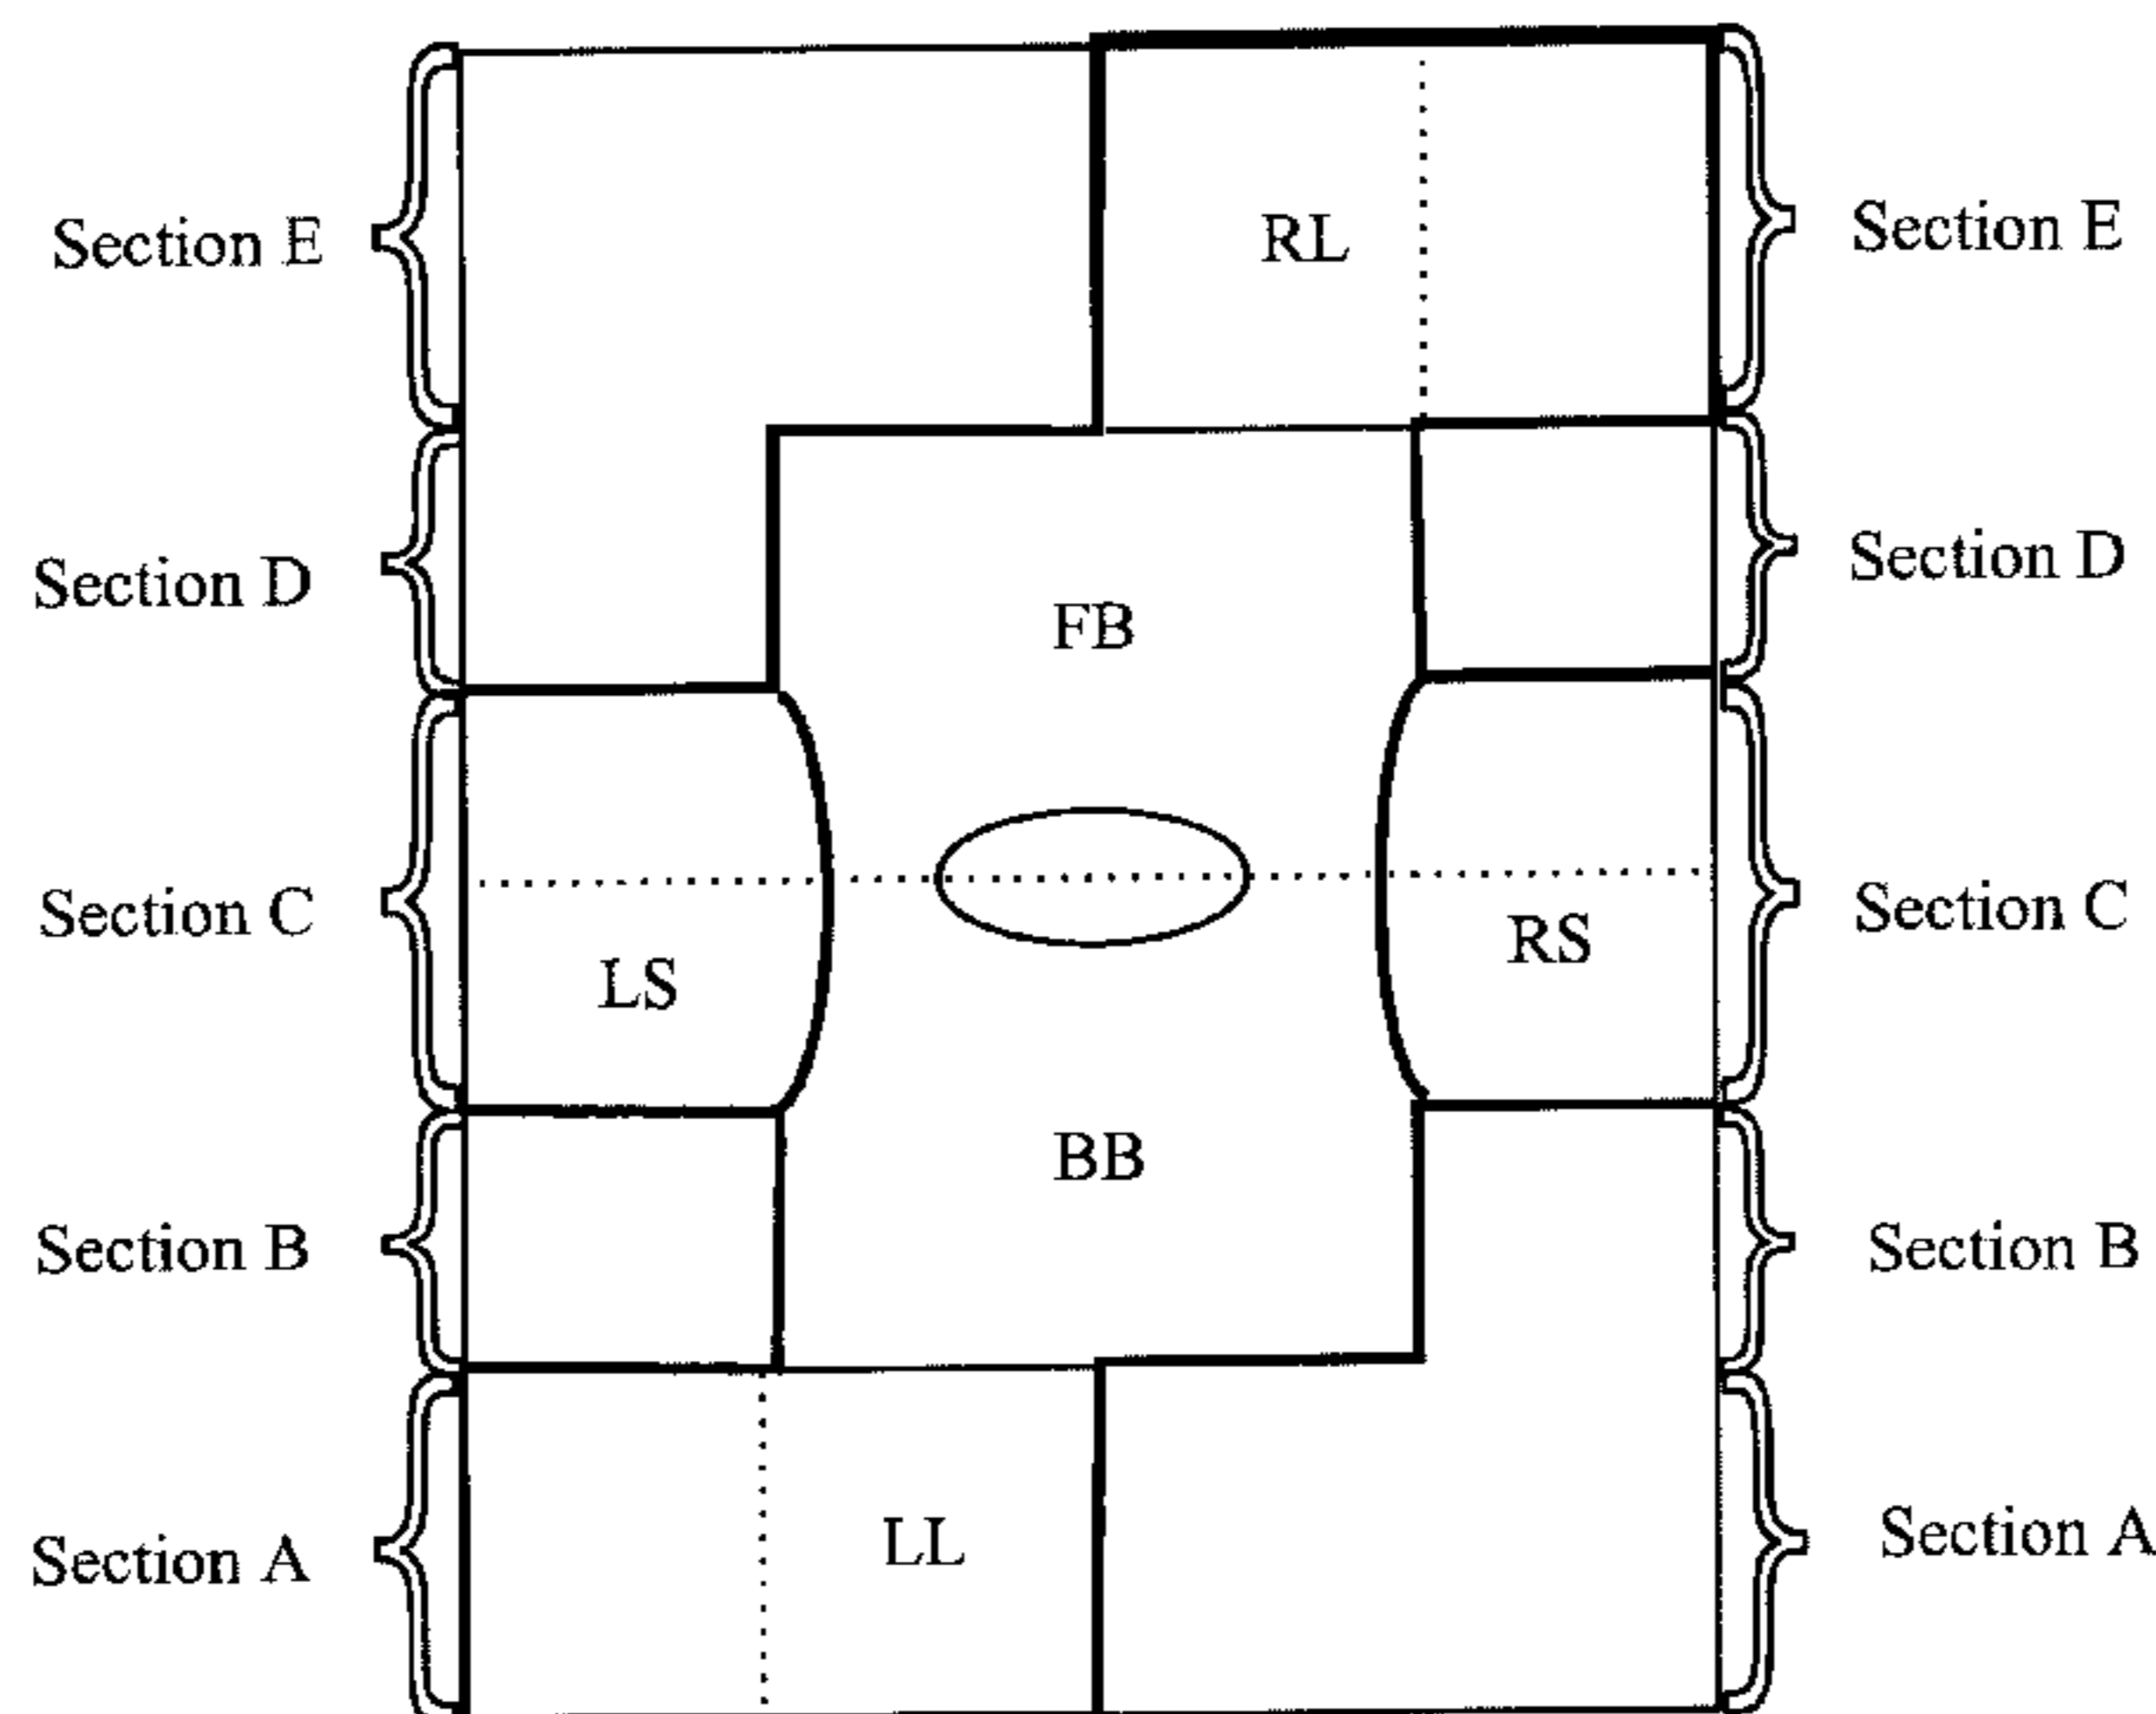 Section E
RL
Section E
Section D
FB
Section D
Section C
LS
RS
Section C
Section B
BB
Section B
Section A
LL
Section A